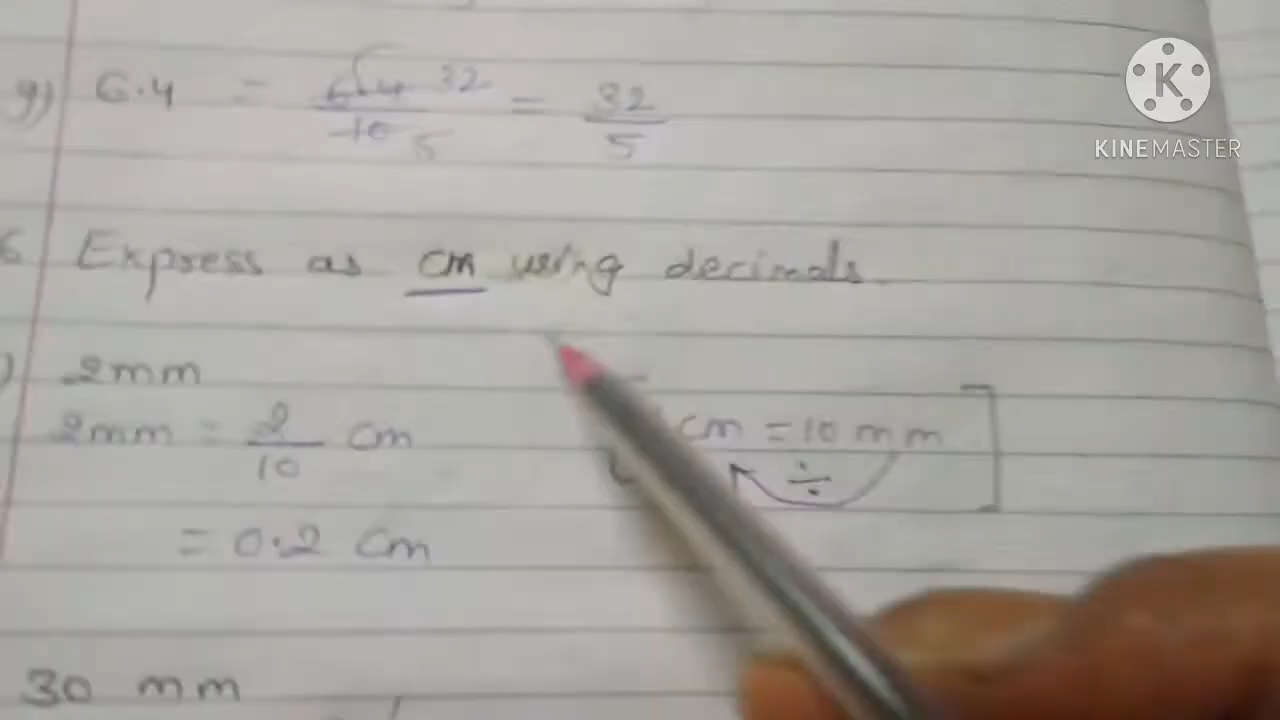 g) 6.4 = 64 32 / 10 5 = 32/5
K
KINEMASTER
6 Express as cm using decimals.
) 2mm
2mm = 2/10 cm
cm = 10 mm
÷
= 0.2 cm
30 mm